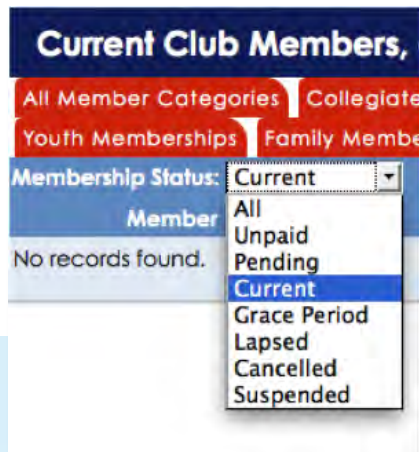 Current Club Members,
All Member Categories Collegiate
Youth Memberships Family Membe
Membership Status: Current
Member
All
Unpaid
No records found.
Pending
Current
Grace Period
Lapsed
Cancelled
Suspended